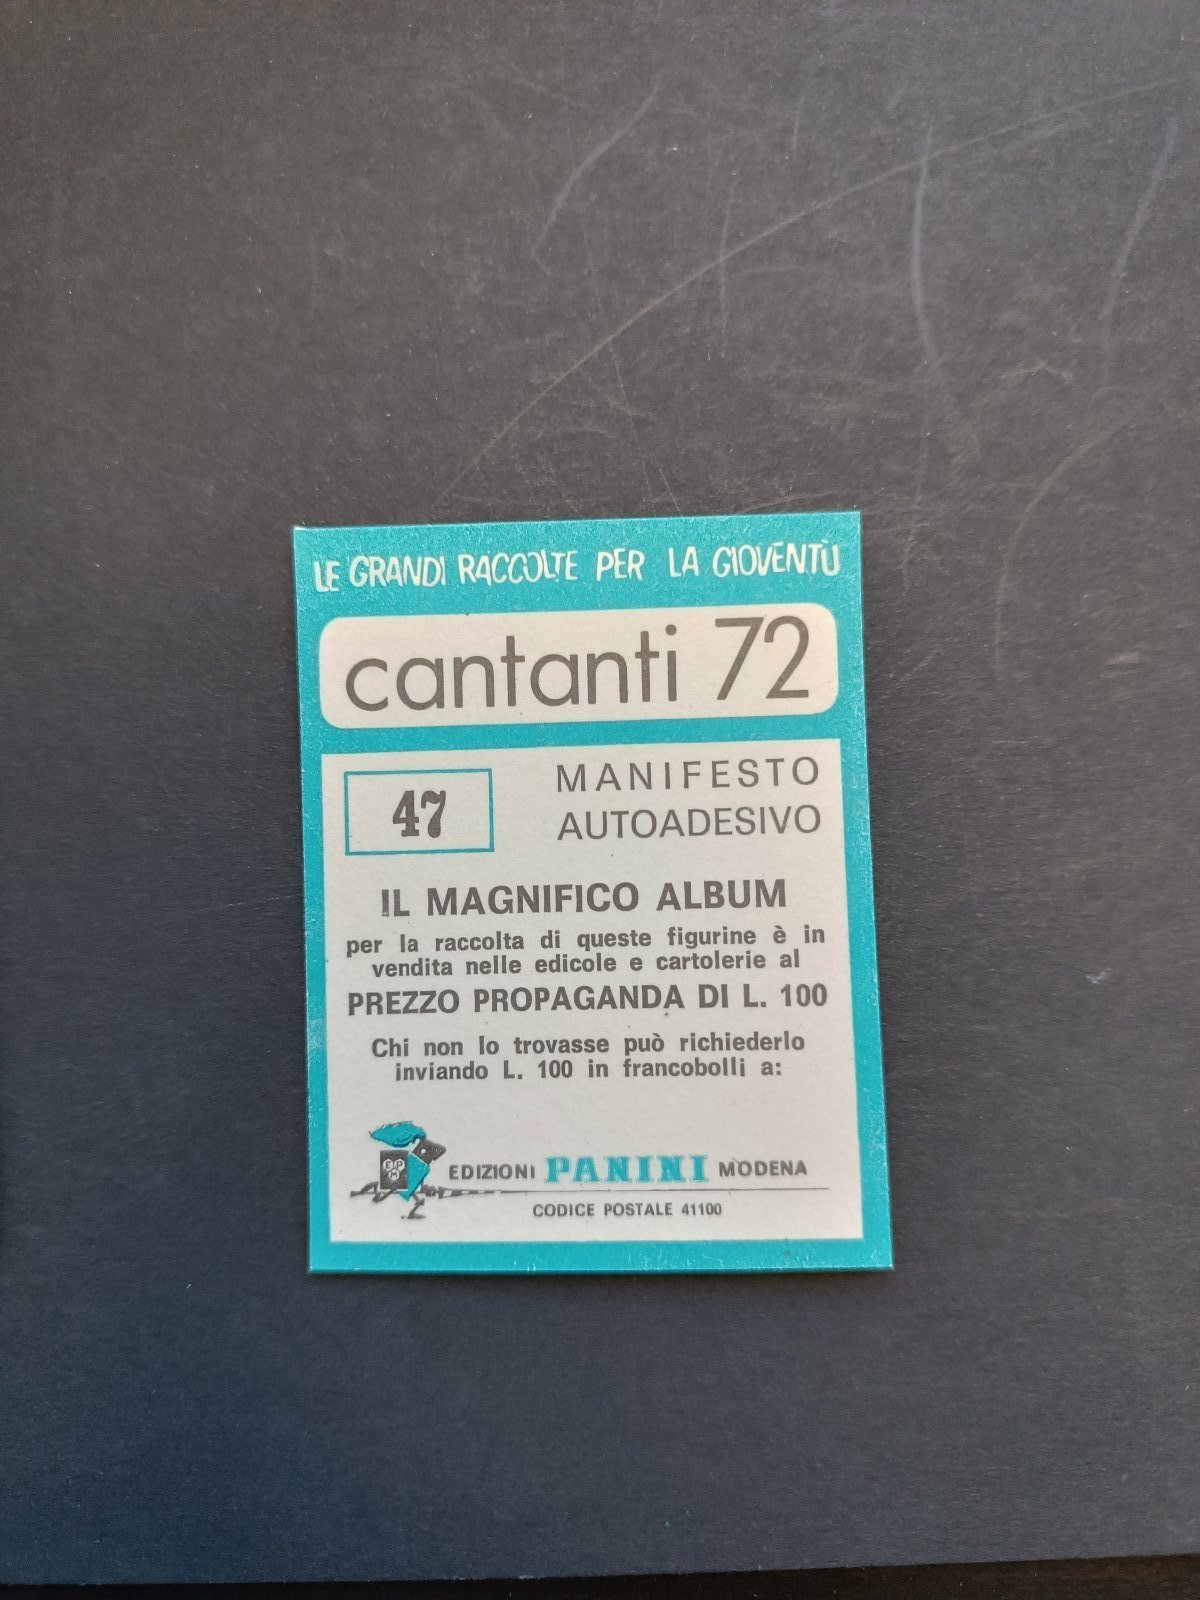 LE GRANDI RACCOLTE PER LA GIOVENTÙ
cantanti 72
47
MANIFESTO
AUTOADESIVO
IL MAGNIFICO ALBUM
per la raccolta di queste figurine è in
vendita nelle edicole e cartolerie al
PREZZO PROPAGANDA DI L. 100
Chi non lo trovasse può richiederlo
inviando L. 100 in francobolli a:
EPM
EDIZIONI PANINI MODENA
CODICE POSTALE 41100